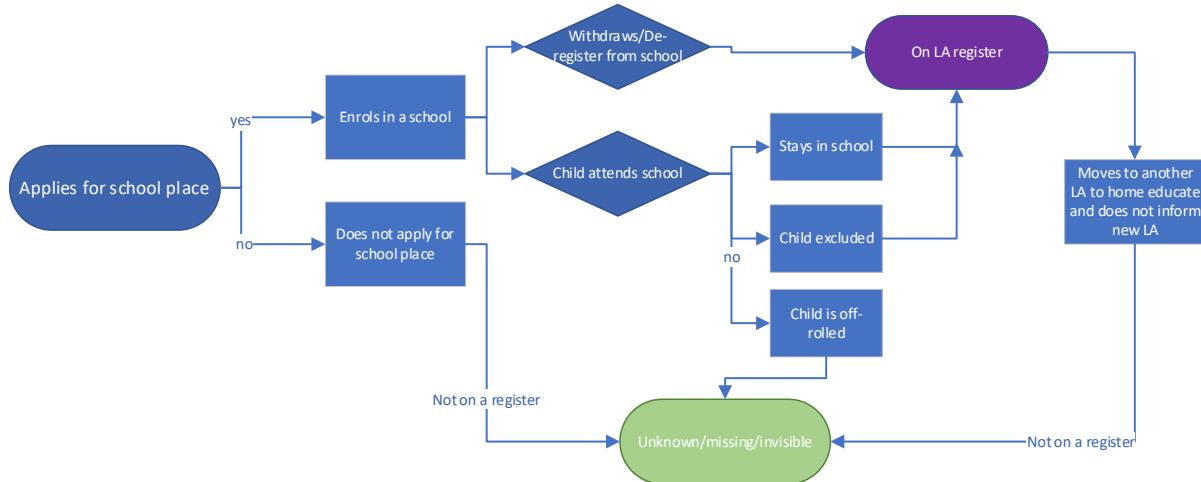 Withdraws/De-
register from school
On LA register
yes
Enrols in a school
Stays in school
Child attends school
Applies for school place
Moves to another
LA to home educate
and does not inform
new LA
no
Does not apply for
school place
Child excluded
no
Child is off-
rolled
Not on a register
Unknown/missing/invisible
Not on a register